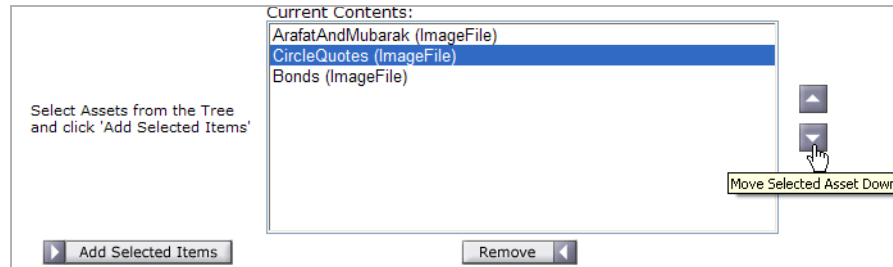 Current Contents:
ArafatAndMubarak (ImageFile)
CircleQuotes (ImageFile)
Bonds (ImageFile)
Select Assets from the Tree
and click 'Add Selected Items'
Move Selected Asset Down
Add Selected Items
Remove